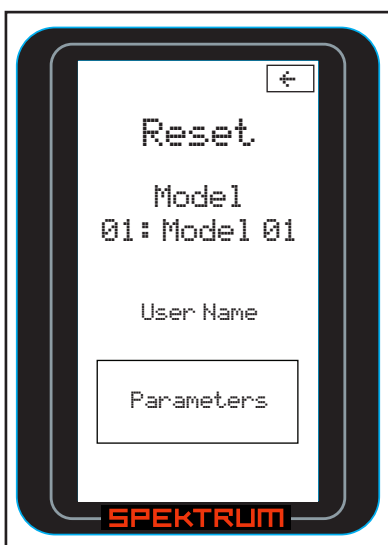 ←
Reset
Model
01: Model 01
User Name
Parameters
SPEKTRUM